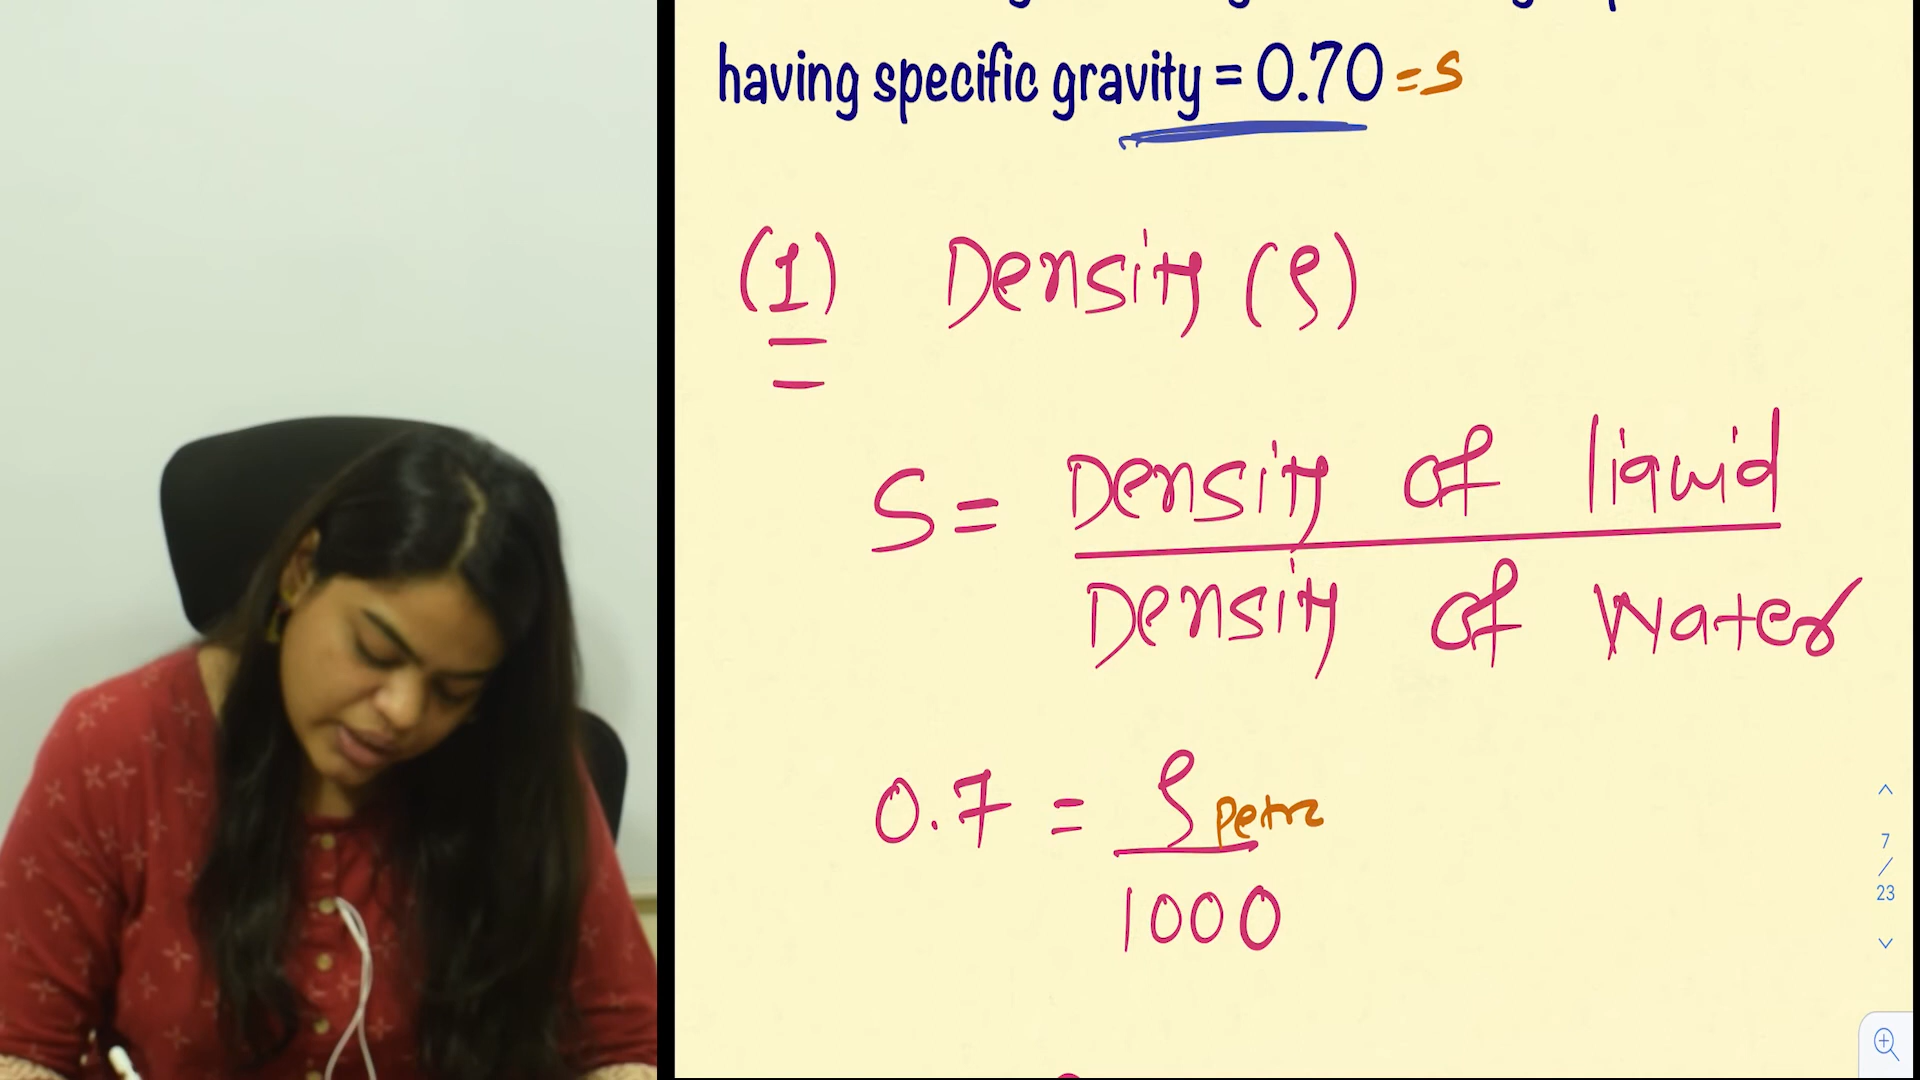 having specific gravity = 0.70 = S
(1) Density (ρ)
S = Density of liquid
Density of Water
0.7 = ρ petro
1000
7
/
23